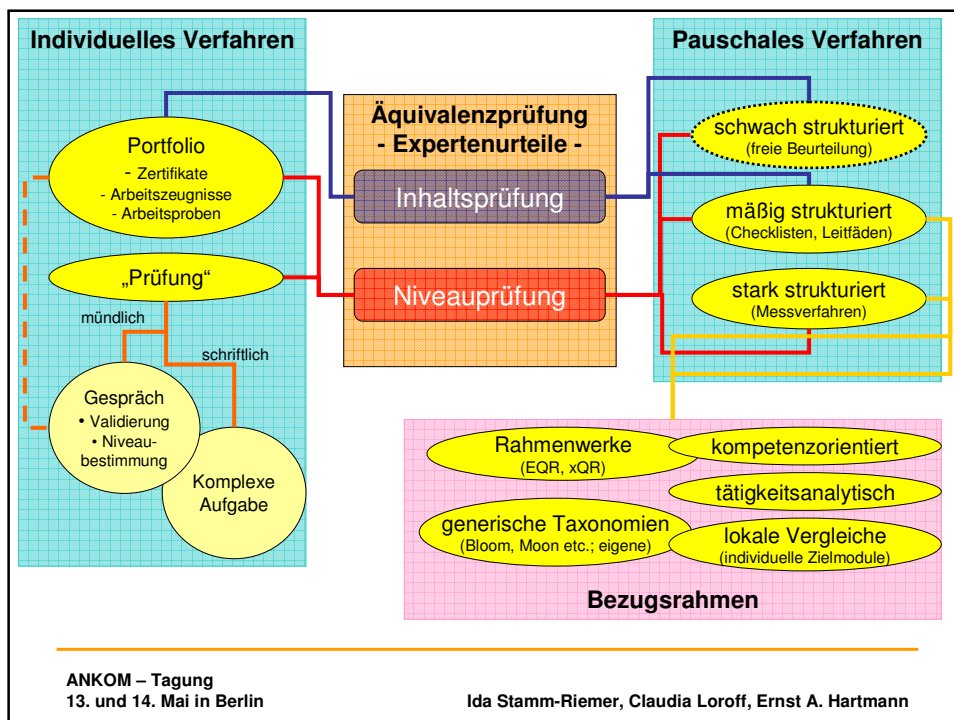 Individuelles Verfahren
Portfolio
- Zertifikate
- Arbeitszeugnisse
- Arbeitsproben
„Prüfung“
mündlich
schriftlich
Gespräch
• Validierung
• Niveau-
bestimmung
Komplexe
Aufgabe
Äquivalenzprüfung
- Expertenurteile -
Inhaltsprüfung
Niveauprüfung
Pauschales Verfahren
schwach strukturiert
(freie Beurteilung)
mäßig strukturiert
(Checklisten, Leitfäden)
stark strukturiert
(Messverfahren)
Rahmenwerke
(EQR, xQR)
kompetenzorientiert
tätigkeitsanalytisch
generische Taxonomien
(Bloom, Moon etc.; eigene)
lokale Vergleiche
(individuelle Zielmodule)
Bezugsrahmen
ANKOM – Tagung
13. und 14. Mai in Berlin
Ida Stamm-Riemer, Claudia Loroff, Ernst A. Hartmann